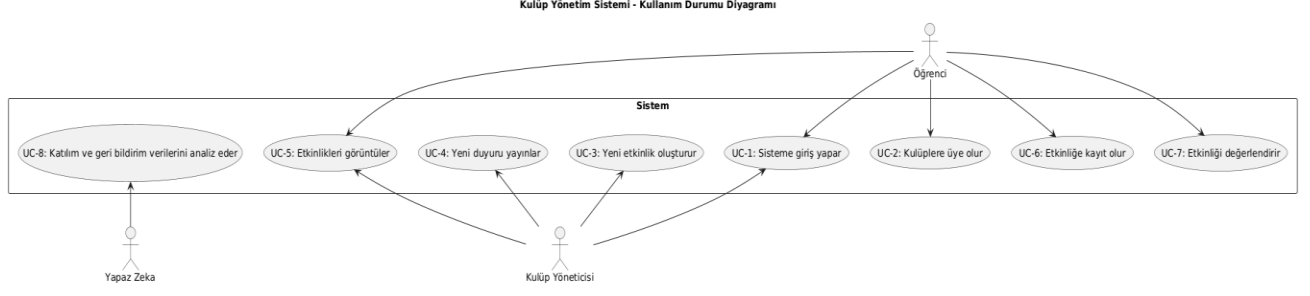 Kulüp Yönetim Sistemi - Kullanım Durumu Diyagramı
Öğrenci
Sistem
UC-8: Katılım ve geri bildirim verilerini analiz eder
UC-5: Etkinlikleri görüntüler
UC-4: Yeni duyuru yayınlar
UC-3: Yeni etkinlik oluşturur
UC-1: Sisteme giriş yapar
UC-2: Kulüplere üye olur
UC-6: Etkinliğe kayıt olur
UC-7: Etkinliği değerlendirir
Yapaz Zeka
Kulüp Yöneticisi